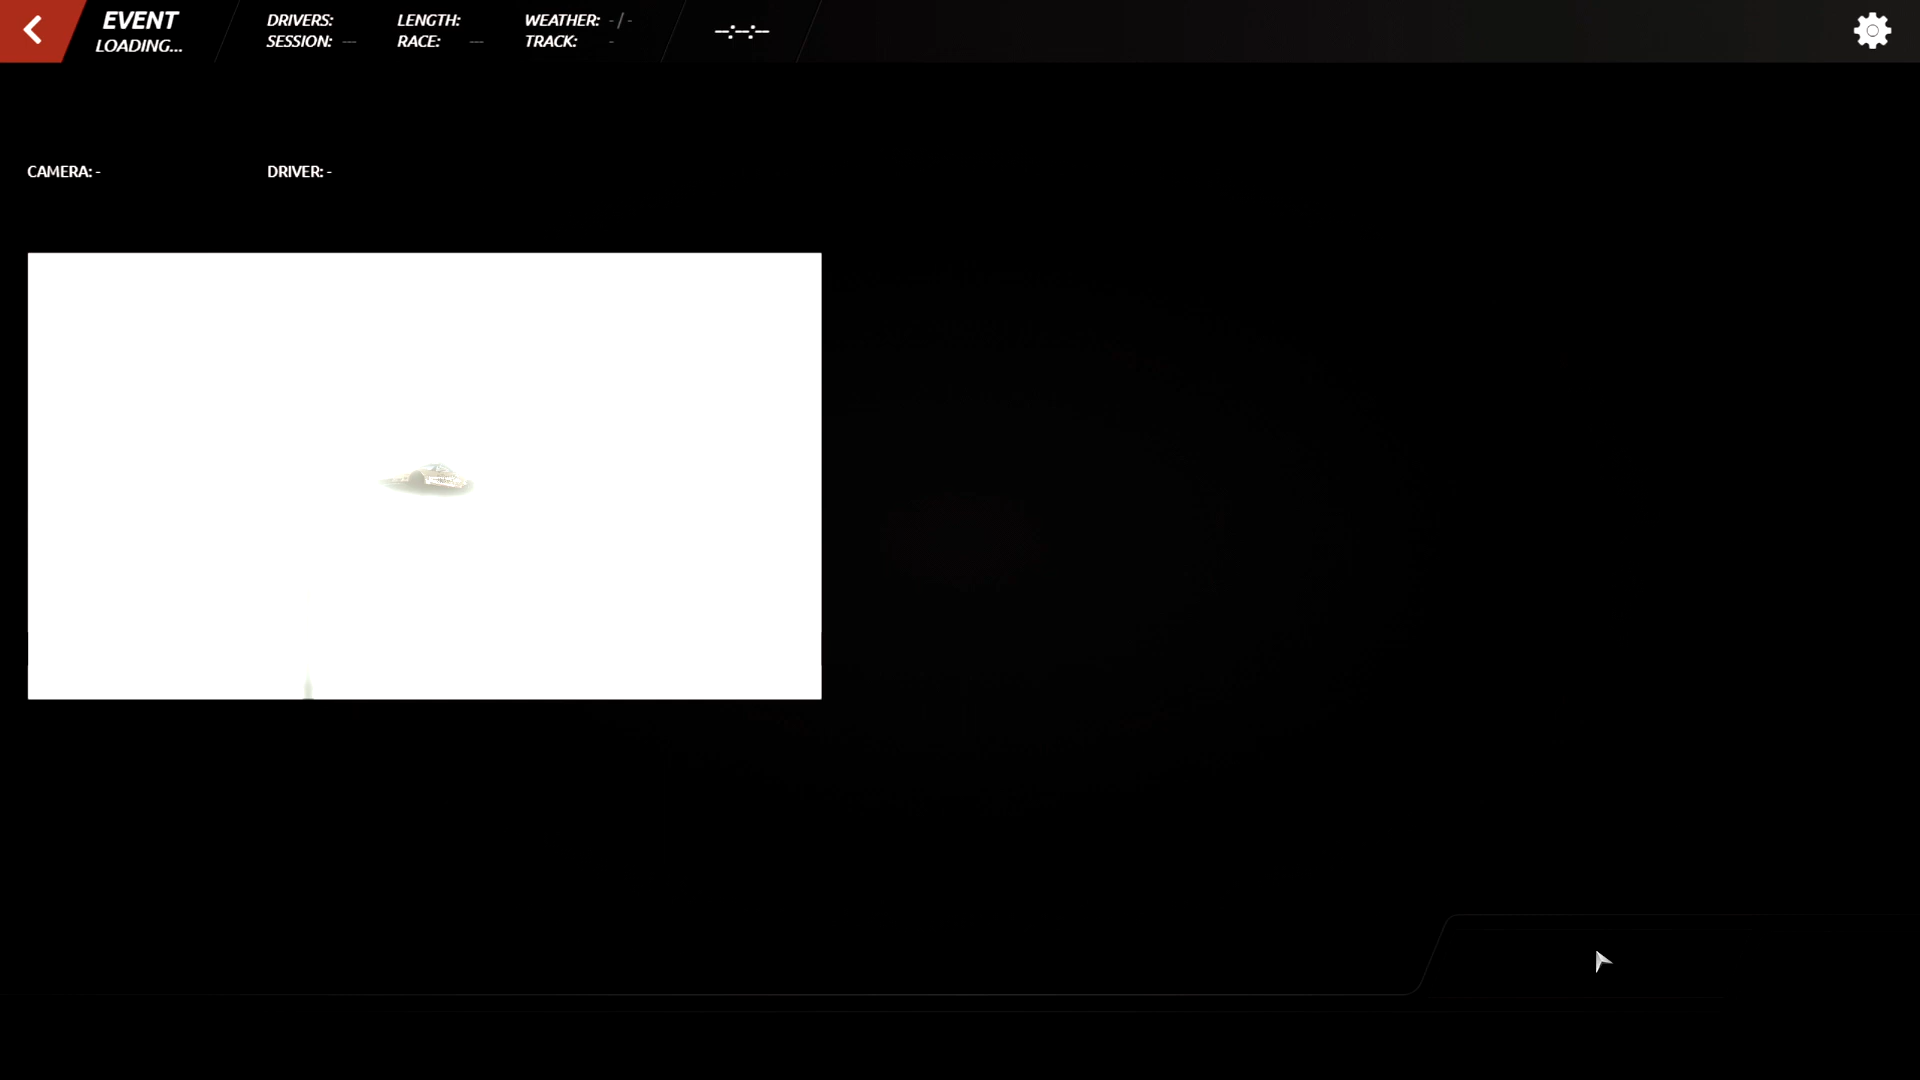 EVENT
LOADING...
DRIVERS:
SESSION: ---
LENGTH:
RACE: ---
WEATHER: - / -
TRACK: -
--:--:--
CAMERA: -
DRIVER: -